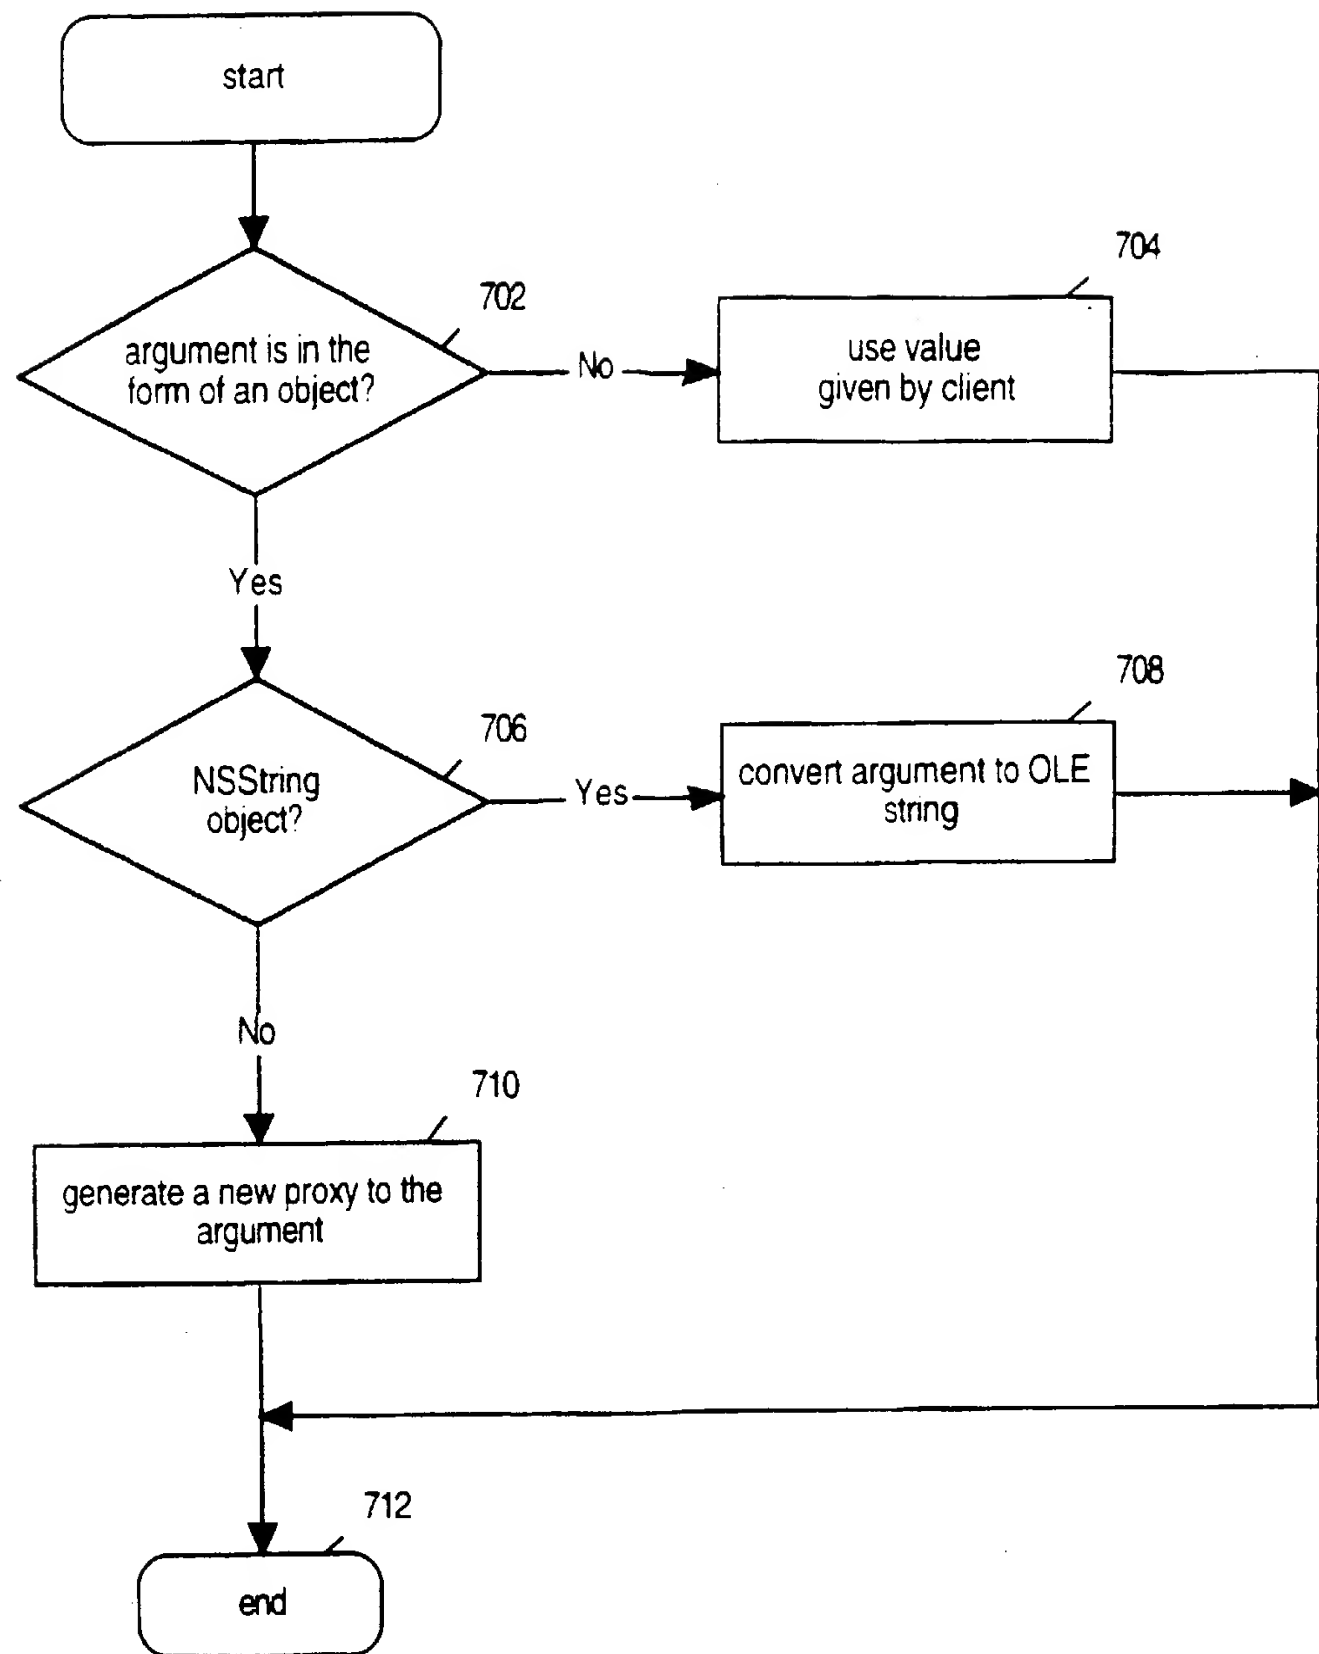 start
702
argument is in the
form of an object?
No
704
use value
given by client
Yes
706
NSString
object?
Yes
708
convert argument to OLE
string
No
710
generate a new proxy to the
argument
712
end